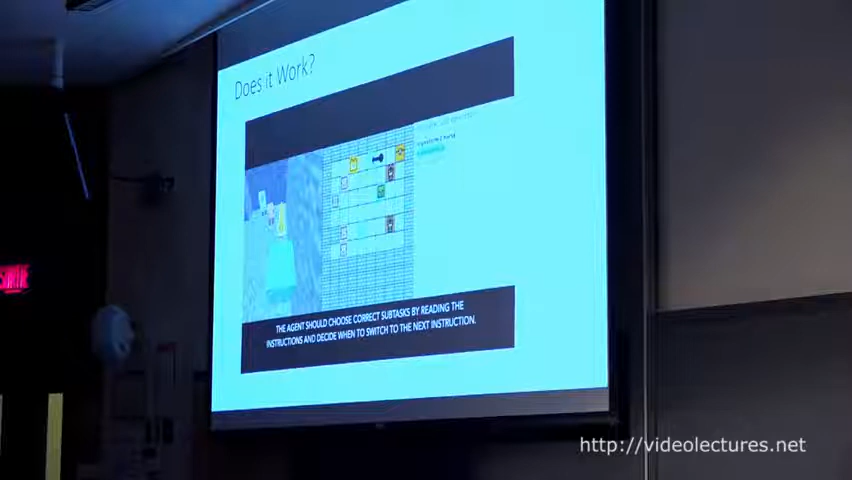 Does it Work?
THE AGENT SHOULD CHOOSE CORRECT SUBTASKS BY READING THE
INSTRUCTIONS AND DECIDE WHEN TO SWITCH TO THE NEXT INSTRUCTION.
SORTIE
http://videolectures.net